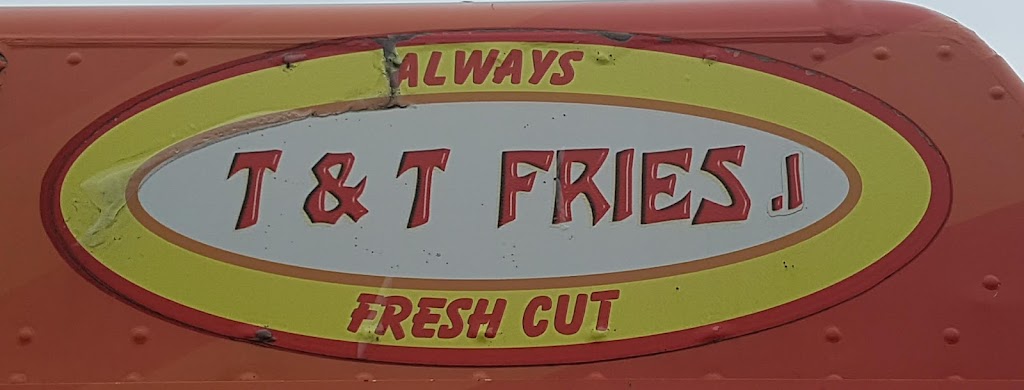 ALWAYS
T & T FRIES .1
FRESH CUT